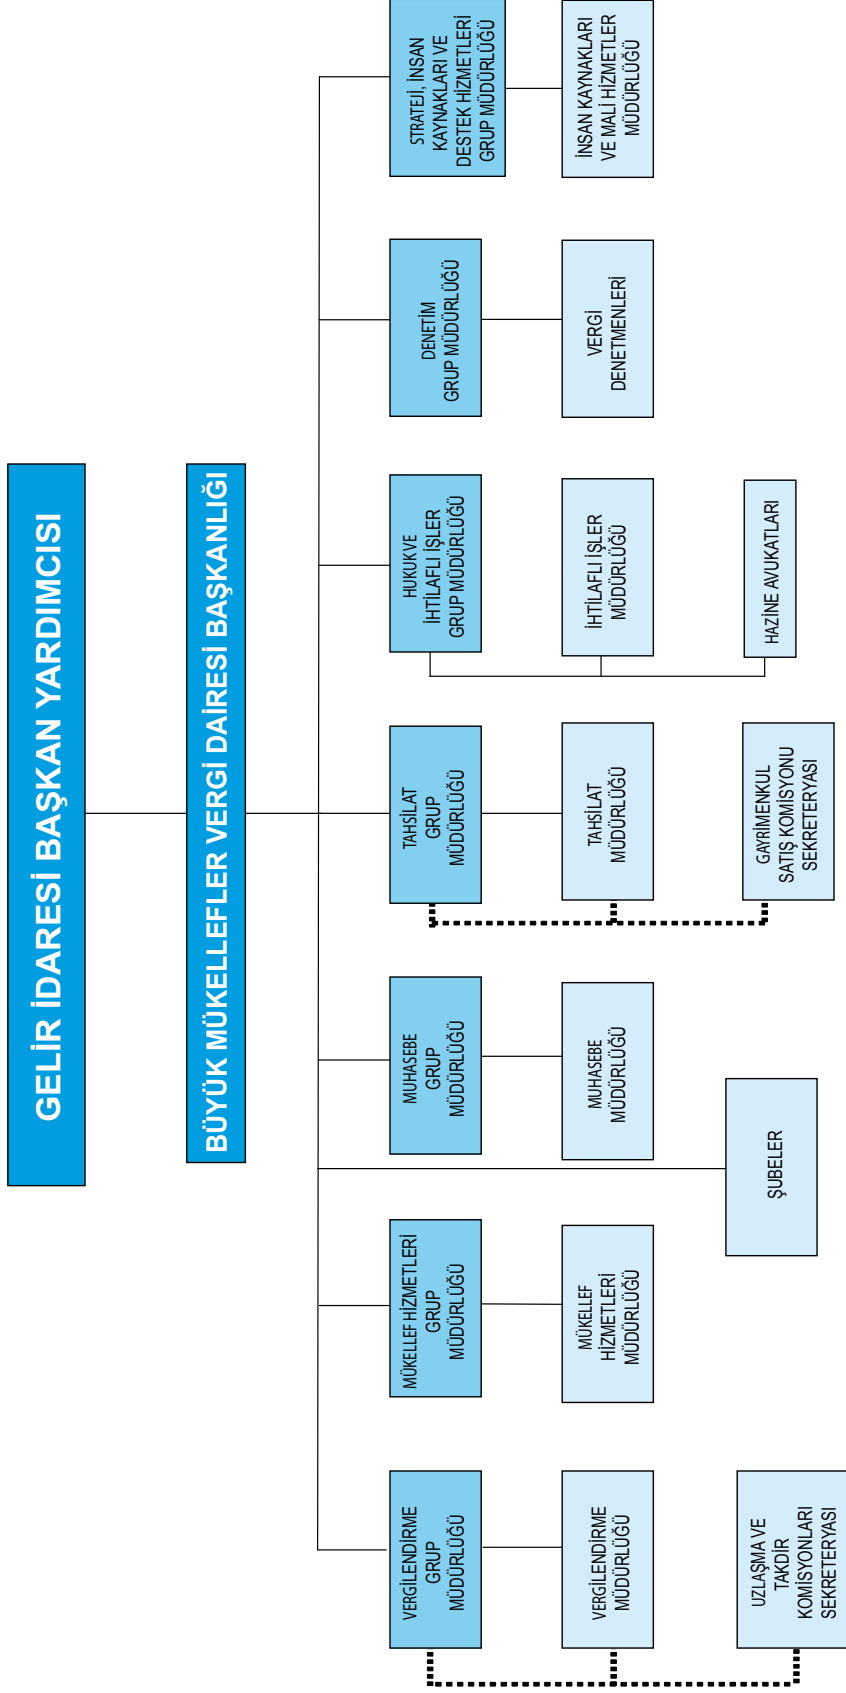 GELİR İDARESİ BAŞKAN YARDIMCISI
BÜYÜK MÜKELLEFLER VERGİ DAİRESİ BAŞKANLIĞI
VERGİLENDİRME
GRUP
MÜDÜRLÜĞÜ
MÜKELLEF HİZMETLERİ
GRUP
MÜDÜRLÜĞÜ
MUHASEBE
GRUP
MÜDÜRLÜĞÜ
TAHSİLAT
GRUP
MÜDÜRLÜĞÜ
HUKUKVE
İHTİLAFLI İŞLER
GRUP MÜDÜRLÜĞÜ
DENETİM
GRUP MÜDÜRLÜĞÜ
STRATEJİ, İNSAN
KAYNAKLARI VE
DESTEK HİZMETLERİ
GRUP MÜDÜRLÜĞÜ
VERGİLENDİRME
MÜDÜRLÜĞÜ
MÜKELLEF
HİZMETLERİ
MÜDÜRLÜĞÜ
MUHASEBE
MÜDÜRLÜĞÜ
TAHSİLAT
MÜDÜRLÜĞÜ
İHTİLAFLI İŞLER
MÜDÜRLÜĞÜ
VERGİ
DENETMENLERİ
İNSAN KAYNAKLARI
VE MALİ HİZMETLER
MÜDÜRLÜĞÜ
UZLAŞMA VE
TAKDİR
KOMİSYONLARI
SEKRETERYASI
ŞUBELER
GAYRİMENKUL
SATIŞ KOMİSYONU
SEKRETERYASI
HAZİNE AVUKATLARI